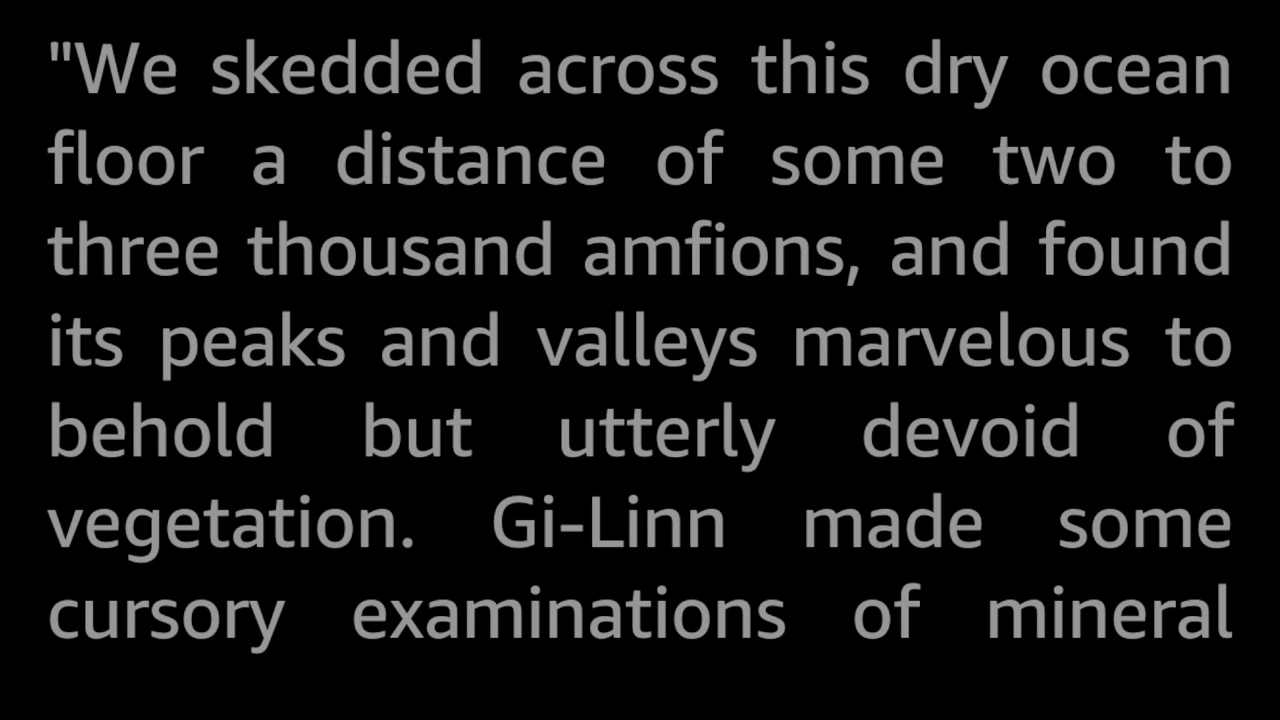 "We skedded across this dry ocean
floor a distance of some two to
three thousand amfions, and found
its peaks and valleys marvelous to
behold but utterly devoid of
vegetation. Gi-Linn made some
cursory examinations of mineral